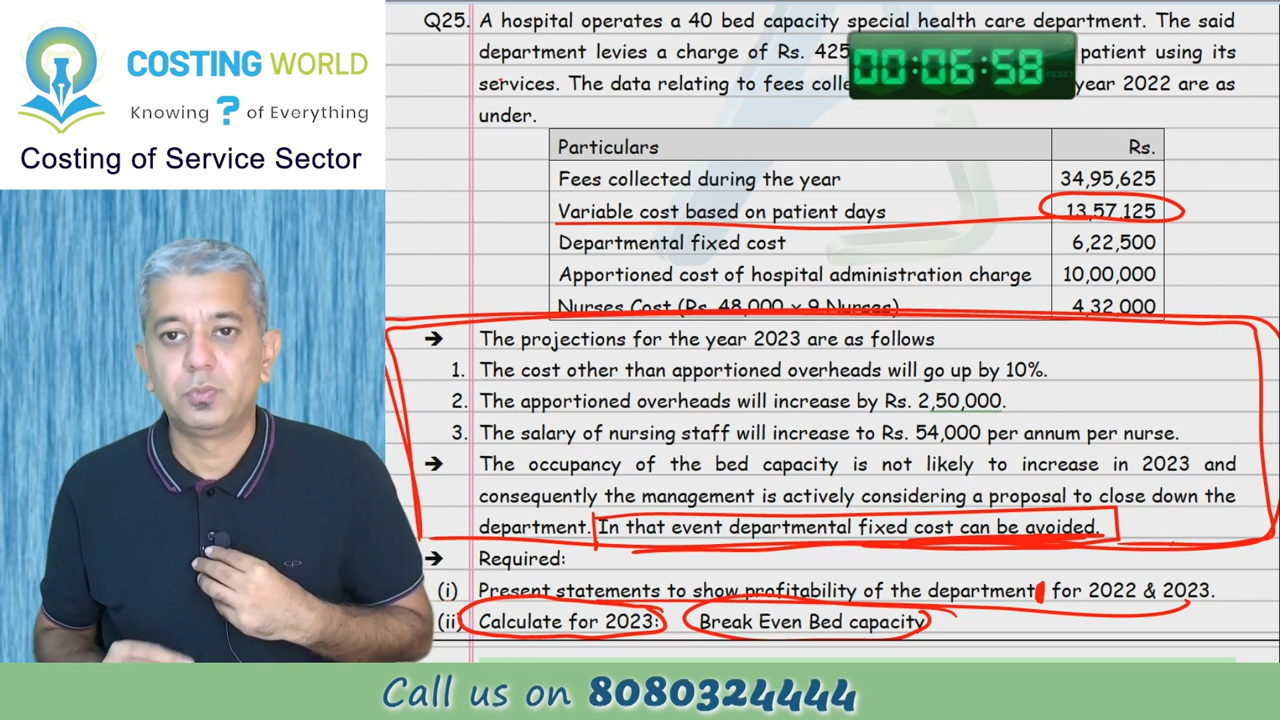 COSTING WORLD
Knowing ? of Everything
Costing of Service Sector
Q25. A hospital operates a 40 bed capacity special health care department. The said
department levies a charge of Rs. 425 patient using its
services. The data relating to fees colle year 2022 are as
under.
00:06:58
RESET
Particulars Rs.
Fees collected during the year 34,95,625
Variable cost based on patient days 13,57,125
Departmental fixed cost 6,22,500
Apportioned cost of hospital administration charge 10,00,000
Nurses Cost (Rs. 48,000 x 9 Nurses) 4,32,000
➔ The projections for the year 2023 are as follows
1. The cost other than apportioned overheads will go up by 10%.
2. The apportioned overheads will increase by Rs. 2,50,000.
3. The salary of nursing staff will increase to Rs. 54,000 per annum per nurse.
➔ The occupancy of the bed capacity is not likely to increase in 2023 and
consequently the management is actively considering a proposal to close down the
department. In that event departmental fixed cost can be avoided.
➔ Required:
(i) Present statements to show profitability of the department for 2022 & 2023.
(ii) Calculate for 2023: Break Even Bed capacity
Call us on 8080324444